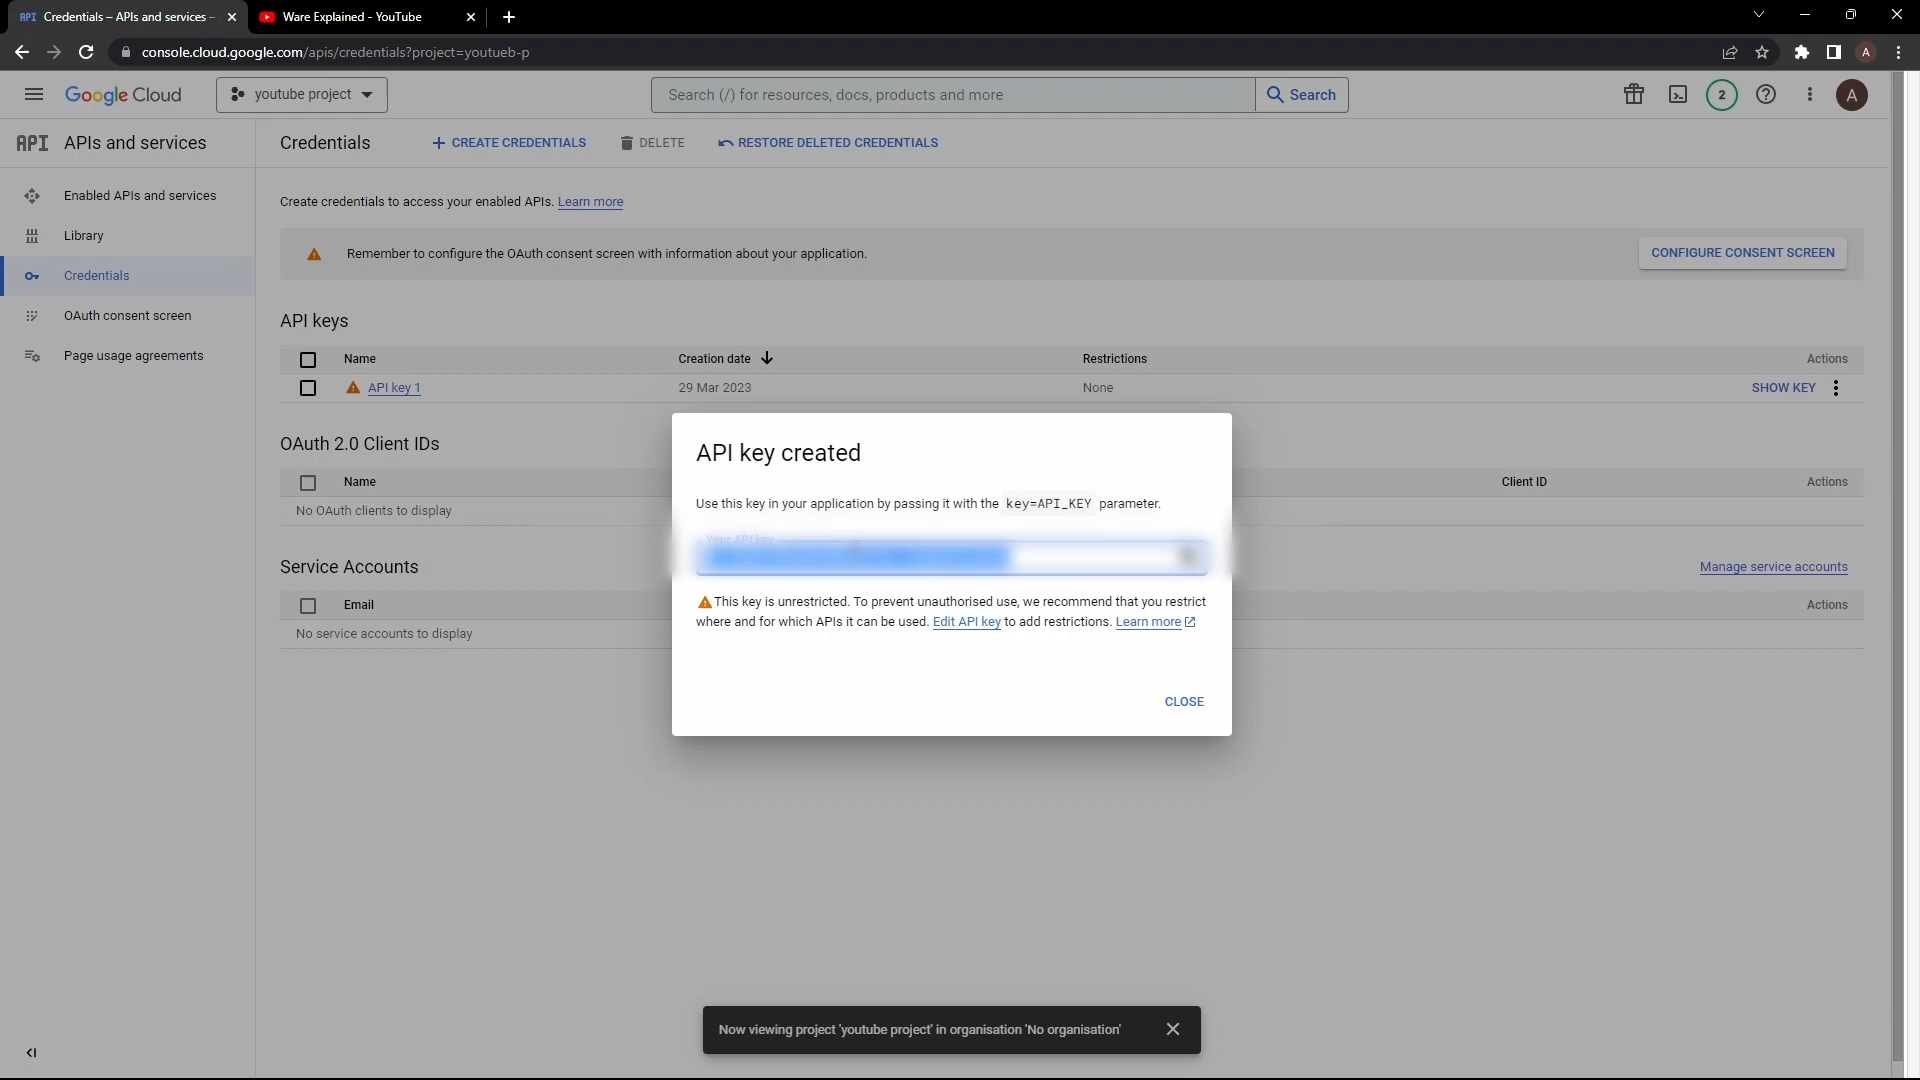 API Credentials – APIs and services –
Ware Explained - YouTube
console.cloud.google.com/apis/credentials?project=youtueb-p
A
Google Cloud
youtube project
Search (/) for resources, docs, products and more
Search
2
A
API APIs and services
Credentials
CREATE CREDENTIALS
DELETE
RESTORE DELETED CREDENTIALS
Enabled APIs and services
Library
Credentials
OAuth consent screen
Page usage agreements
Create credentials to access your enabled APIs. Learn more
Remember to configure the OAuth consent screen with information about your application.
CONFIGURE CONSENT SCREEN
API keys
Name Creation date Restrictions Actions
API key 1 29 Mar 2023 None SHOW KEY
OAuth 2.0 Client IDs
Name Client ID Actions
No OAuth clients to display
Service Accounts
Manage service accounts
Email Actions
No service accounts to display
API key created
Use this key in your application by passing it with the key=API_KEY parameter.
Your API key
This key is unrestricted. To prevent unauthorised use, we recommend that you restrict
where and for which APIs it can be used. Edit API key to add restrictions. Learn more
CLOSE
Now viewing project 'youtube project' in organisation 'No organisation'